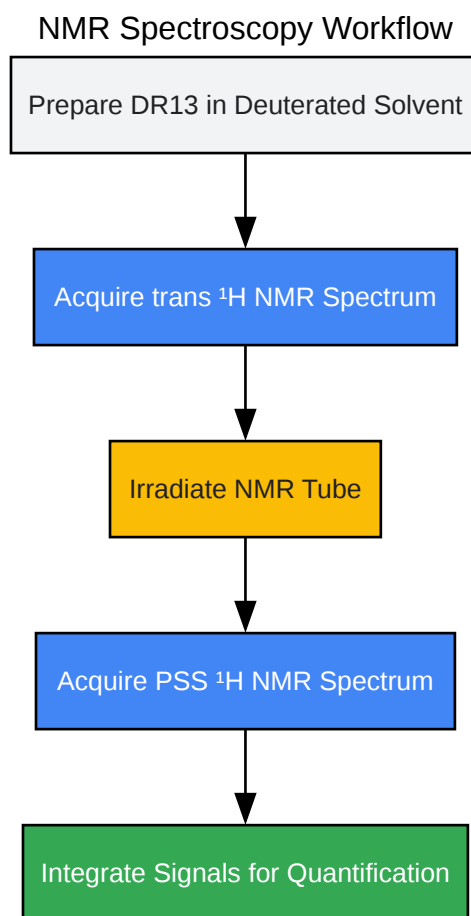 NMR Spectroscopy Workflow
Prepare DR13 in Deuterated Solvent
Acquire trans ¹H NMR Spectrum
Irradiate NMR Tube
Acquire PSS ¹H NMR Spectrum
Integrate Signals for Quantification